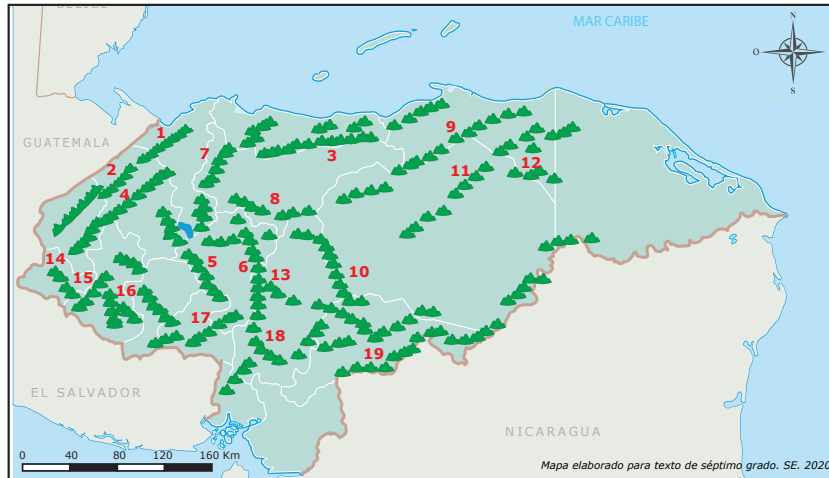 BELICE
MAR CARIBE
N
O
E
S
GUATEMALA
1
2
3
4
5
6
7
8
9
10
11
12
13
14
15
16
17
18
19
EL SALVADOR
NICARAGUA
0 40 80 120 160 Km
Mapa elaborado para texto de séptimo grado. SE. 2020